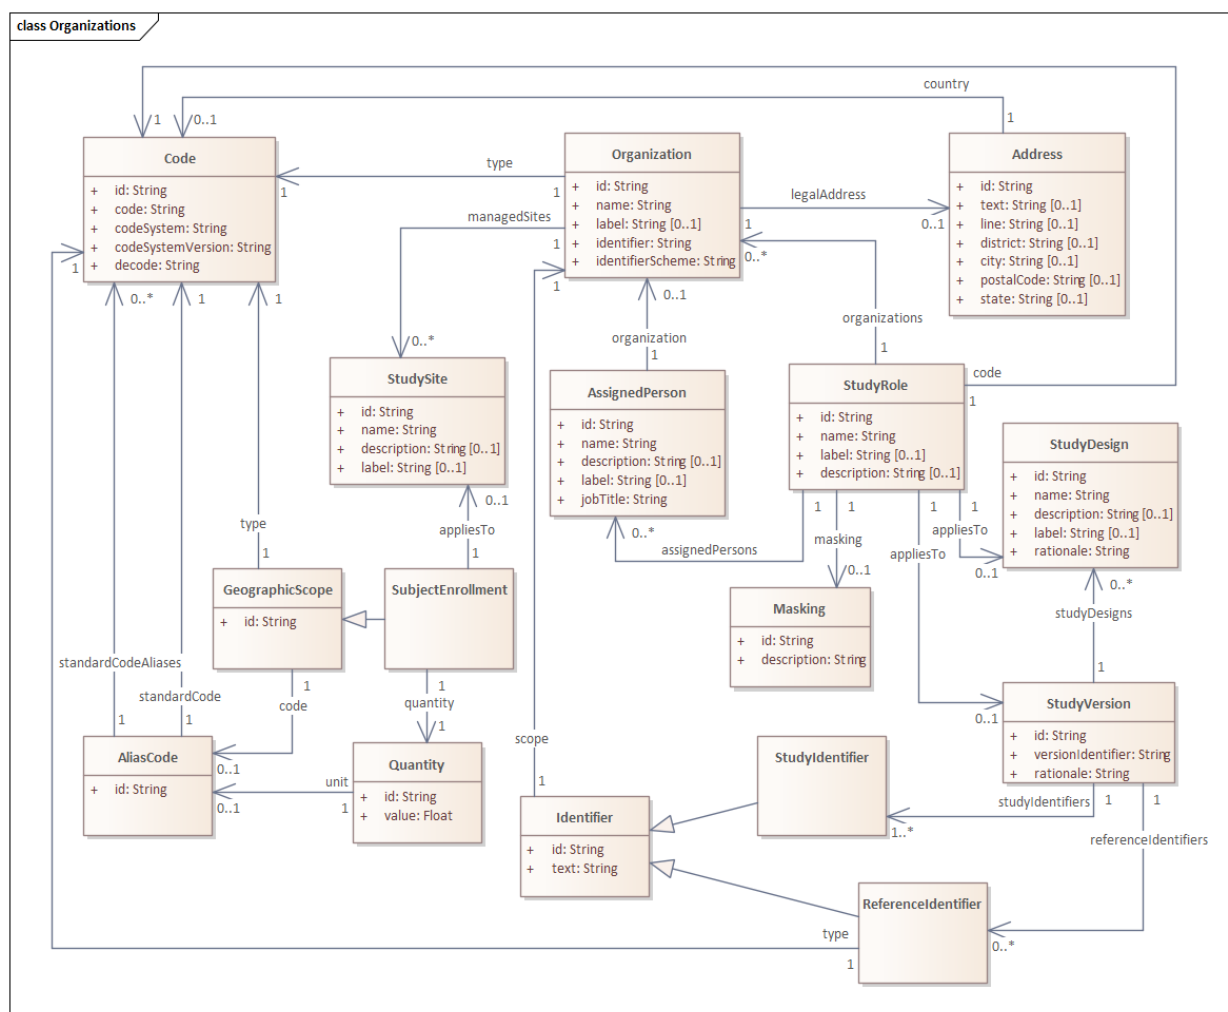 class Organizations
country
1
0..1
1
Code
+ id: String
+ code: String
+ codeSystem: String
+ codeSystemVersion: String
+ decode: String
Organization
+ id: String
+ name: String
+ label: String [0..1]
+ identifier: String
+ identifierScheme: String
Address
+ id: String
+ text: String [0..1]
+ line: String [0..1]
+ district: String [0..1]
+ city: String [0..1]
+ postalCode: String [0..1]
+ state: String [0..1]
type
1
1
managedSites
1
0..*
legalAddress
1
0..1
0..*
organizations
1
1
1
0..*
1
1
0..1
organization
1
StudySite
+ id: String
+ name: String
+ description: String [0..1]
+ label: String [0..1]
AssignedPerson
+ id: String
+ name: String
+ description: String [0..1]
+ label: String [0..1]
+ jobTitle: String
StudyRole
+ id: String
+ name: String
+ label: String [0..1]
+ description: String [0..1]
code
1
StudyDesign
+ id: String
+ name: String
+ description: String [0..1]
+ label: String [0..1]
+ rationale: String
0..1
appliesTo
1
type
1
0..*
assignedPersons
1
1
masking
0..1
1
appliesTo
0..1
1
appliesTo
0..1
GeographicScope
+ id: String
SubjectEnrollment
Masking
+ id: String
+ description: String
0..*
studyDesigns
1
standardCodeAliases
1
standardCode
1
1
code
0..1
1
quantity
1
StudyVersion
+ id: String
+ versionIdentifier: String
+ rationale: String
AliasCode
+ id: String
unit
0..1
1
Quantity
+ id: String
+ value: Float
scope
1
StudyIdentifier
Identifier
+ id: String
+ text: String
studyIdentifiers
1
1..*
1
referenceIdentifiers
0..*
ReferenceIdentifier
type
1